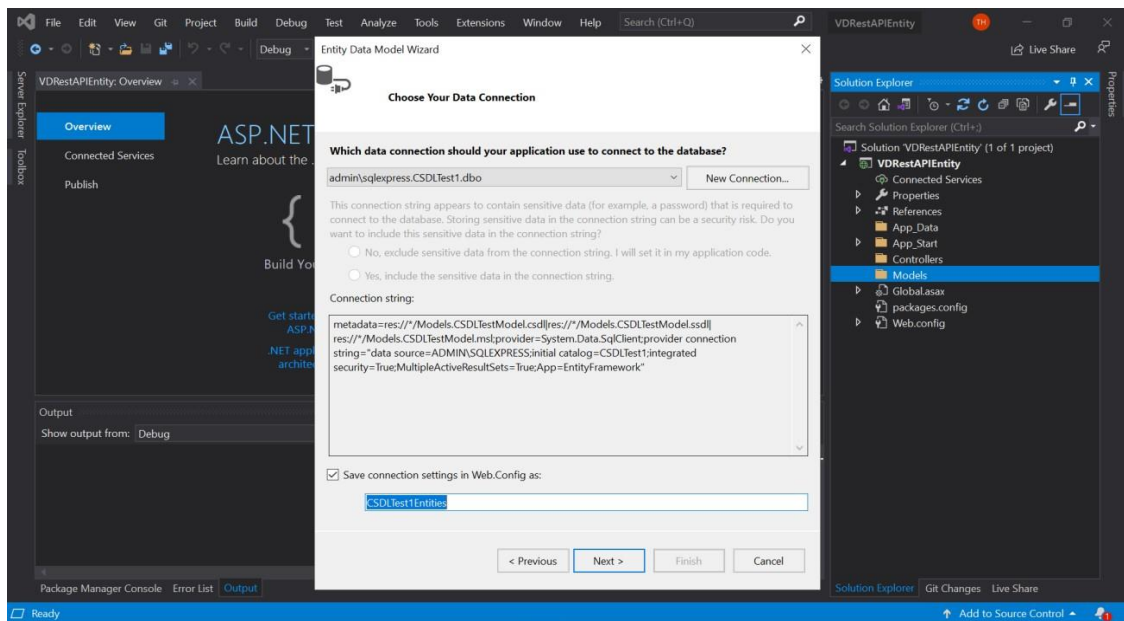 File Edit View Git Project Build Debug Test Analyze Tools Extensions Window Help Search (Ctrl+Q) VDRestAPIEntity TH
Debug
Live Share
Entity Data Model Wizard
Choose Your Data Connection
Which data connection should your application use to connect to the database?
admin\sqlexpress.CSDLTest1.dbo New Connection...
This connection string appears to contain sensitive data (for example, a password) that is required to
connect to the database. Storing sensitive data in the connection string can be a security risk. Do you
want to include this sensitive data in the connection string?
No, exclude sensitive data from the connection string. I will set it in my application code.
Yes, include the sensitive data in the connection string.
Connection string:
metadata=res://*/Models.CSDLTestModel.csdl|res://*/Models.CSDLTestModel.ssdl|
res://*/Models.CSDLTestModel.msl;provider=System.Data.SqlClient;provider connection
string="data source=ADMIN\SQLEXPRESS;initial catalog=CSDLTest1;integrated
security=True;MultipleActiveResultSets=True;App=EntityFramework"
Save connection settings in Web.Config as:
CSDLTest1Entities
< Previous Next > Finish Cancel
Server Explorer
Toolbox
VDRestAPIEntity: Overview
Overview
Connected Services
Publish
ASP.NET
Learn about the .
{
Build You
Get starte
ASP.N
.NET appl
archite
Output
Show output from: Debug
Package Manager Console Error List Output
Solution Explorer
Search Solution Explorer (Ctrl+;)
Solution 'VDRestAPIEntity' (1 of 1 project)
VDRestAPIEntity
Connected Services
Properties
References
App_Data
App_Start
Controllers
Models
Global.asax
packages.config
Web.config
Properties
Solution Explorer Git Changes Live Share
Ready
Add to Source Control